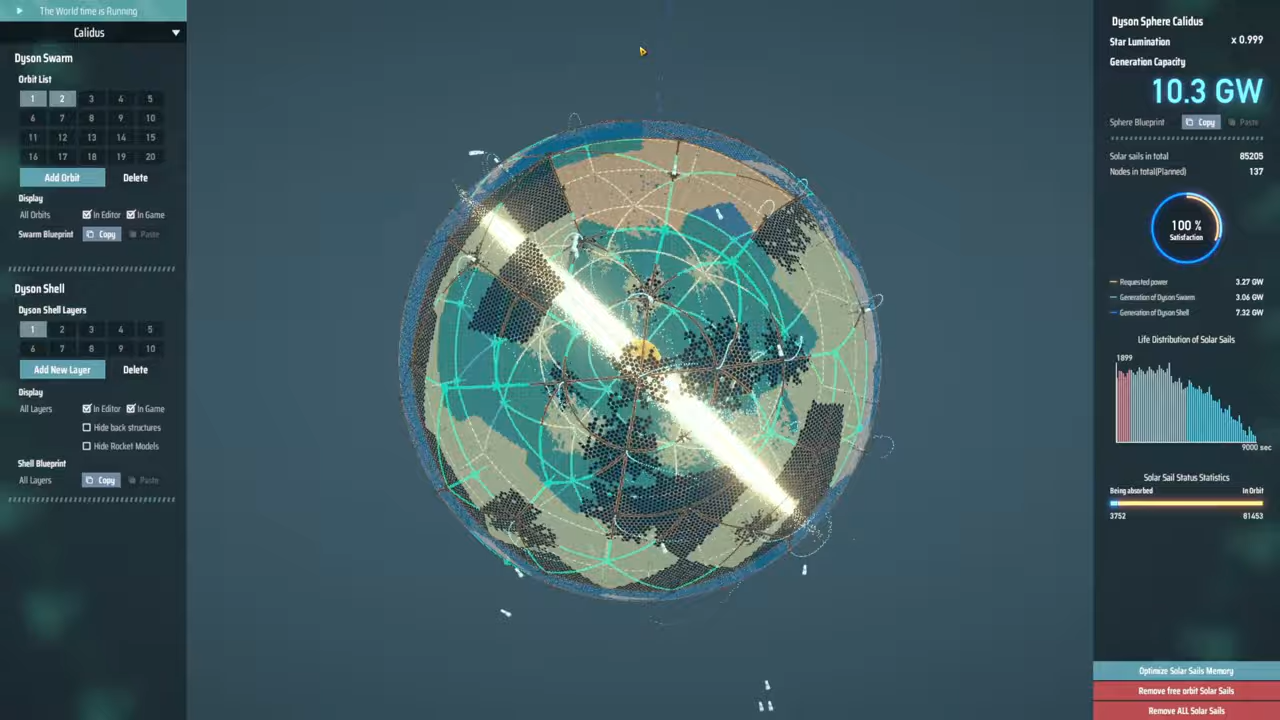 The World time is Running
Calidus
Dyson Swarm
Orbit List
1 2 3 4 5
6 7 8 9 10
11 12 13 14 15
16 17 18 19 20
Add Orbit Delete
Display
All Orbits In Editor In Game
Swarm Blueprint Copy Paste
Dyson Shell
Dyson Shell Layers
1 2 3 4 5
6 7 8 9 10
Add New Layer Delete
Display
All Layers In Editor In Game
Hide back structures
Hide Rocket Models
Shell Blueprint
All Layers Copy Paste
Dyson Sphere Calidus
Star Lumination x 0.999
Generation Capacity
10.3 GW
Sphere Blueprint Copy Paste
Solar sails in total 85205
Nodes in total(Planned) 137
100 %
Satisfaction
Requested power 3.27 GW
Generation of Dyson Swarm 3.06 GW
Generation of Dyson Shell 7.32 GW
Life Distribution of Solar Sails
1899
9000 sec
Solar Sail Status Statistics
Being absorbed In Orbit
3752 81453
Optimize Solar Sails Memory
Remove free orbit Solar Sails
Remove ALL Solar Sails